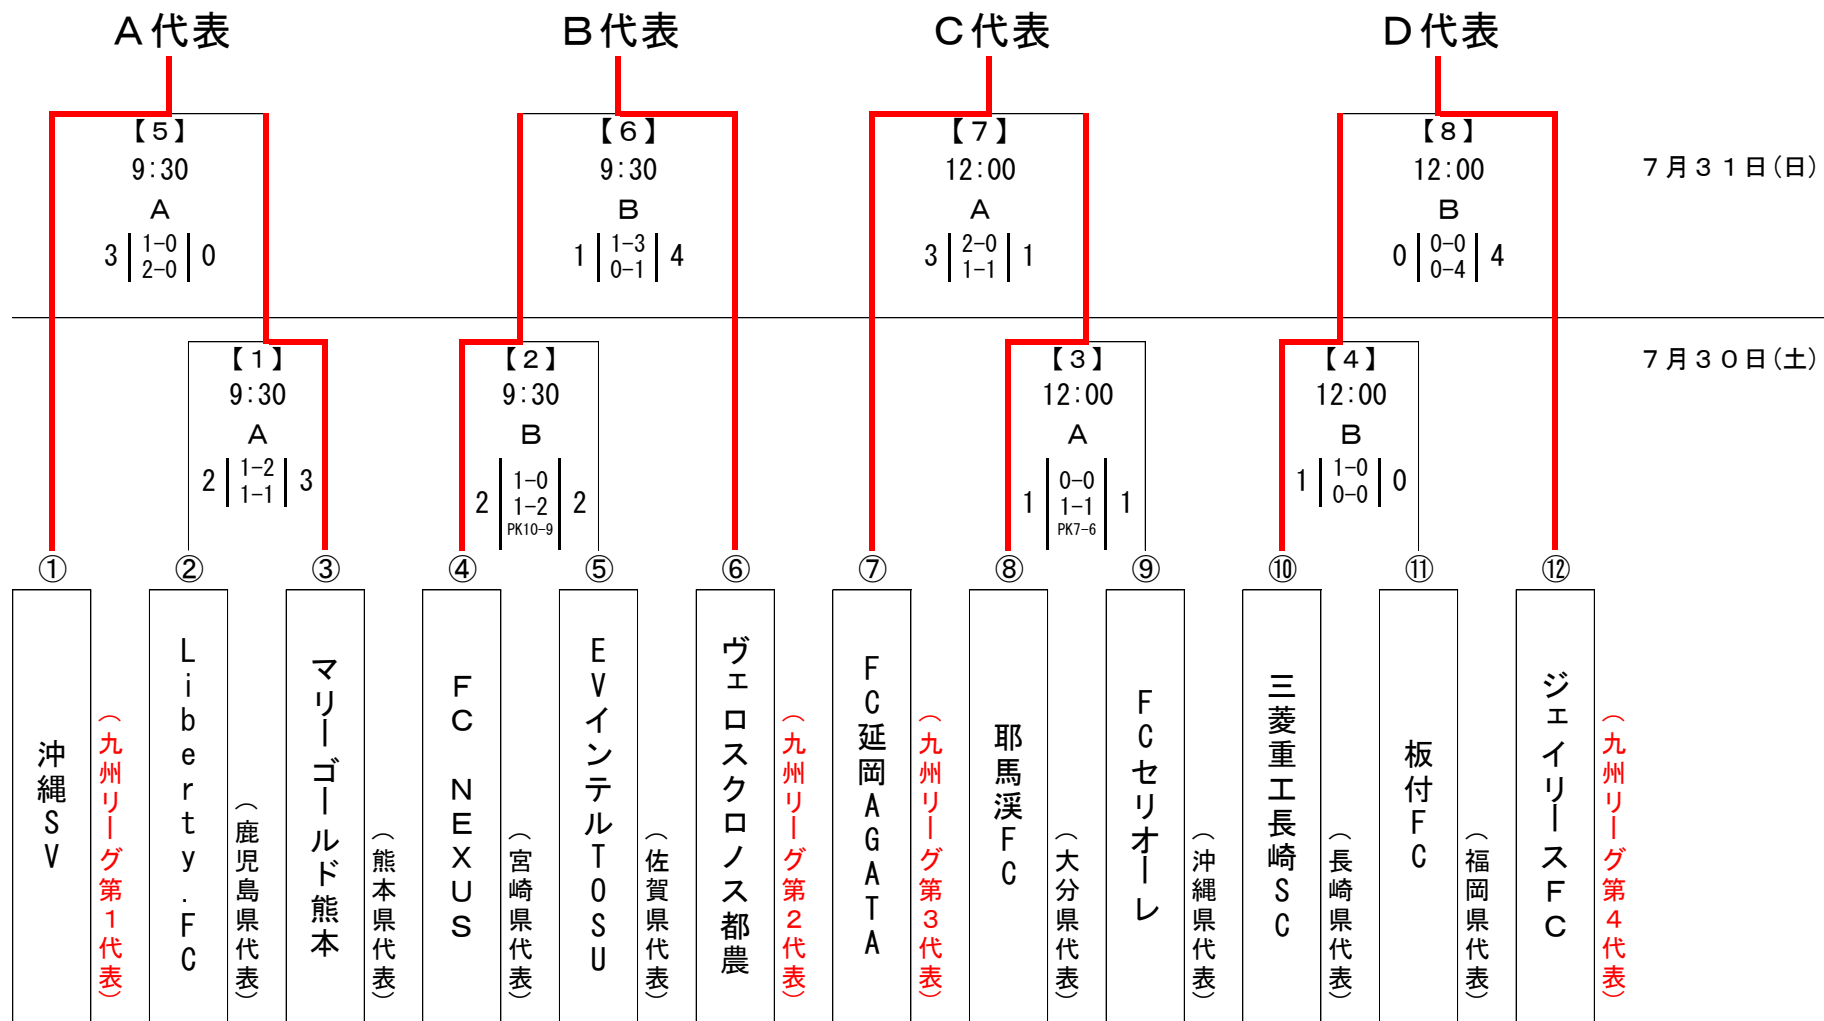 A代表
B代表
C代表
D代表
【5】
9:30
A
3 1-0 0
2-0
【6】
9:30
B
1 1-3 4
0-1
【7】
12:00
A
3 2-0 1
1-1
【8】
12:00
B
0 0-0 4
0-4
7月31日(日)
【1】
9:30
A
2 1-2 3
1-1
【2】
9:30
B
1-0
2 1-2 2
PK10-9
【3】
12:00
A
0-0
1 1-1 1
PK7-6
【4】
12:00
B
1 1-0 0
0-0
7月30日(土)
①
②
③
④
⑤
⑥
⑦
⑧
⑨
⑩
⑪
⑫
沖縄SV
(九州リーグ第1代表)
Liberty.FC
(鹿児島県代表)
マリーゴールド熊本
(熊本県代表)
FC NEXUS
(宮崎県代表)
EVインテルTOSU
(佐賀県代表)
ヴェロスクロノス都農
(九州リーグ第2代表)
FC延岡AGATA
(九州リーグ第3代表)
耶馬渓FC
(大分県代表)
FCセリオーレ
(沖縄県代表)
三菱重工長崎SC
(長崎県代表)
板付FC
(福岡県代表)
ジェイリースFC
(九州リーグ第4代表)